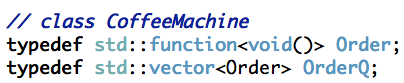 // class CoffeeMachine
typedef std::function<void()> Order;
typedef std::vector<Order> OrderQ;